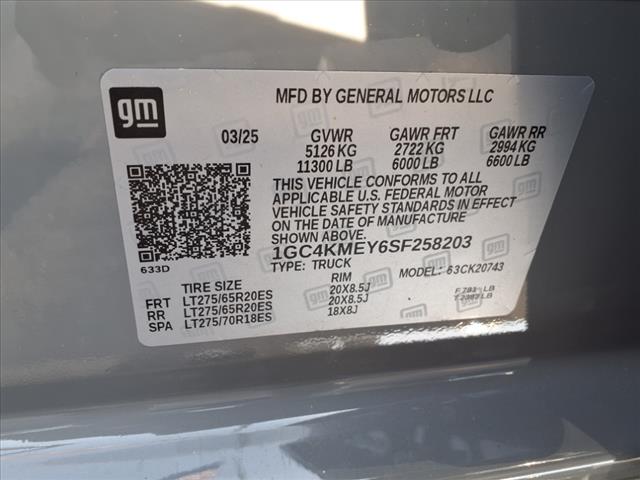 gm
MFD BY GENERAL MOTORS LLC
03/25 GVWR GAWR FRT GAWR RR
5126 KG 2722 KG 2994 KG
11300 LB 6000 LB 6600 LB
THIS VEHICLE CONFORMS TO ALL
APPLICABLE U.S. FEDERAL MOTOR
VEHICLE SAFETY STANDARDS IN EFFECT
ON THE DATE OF MANUFACTURE
SHOWN ABOVE.
1GC4KMEY6SF258203
633D
TYPE: TRUCK MODEL: 63CK20743
TIRE SIZE RIM
FRT LT275/65R20ES 20X8.5J
RR LT275/65R20ES 20X8.5J
SPA LT275/70R18ES 18X8J
LB
LB